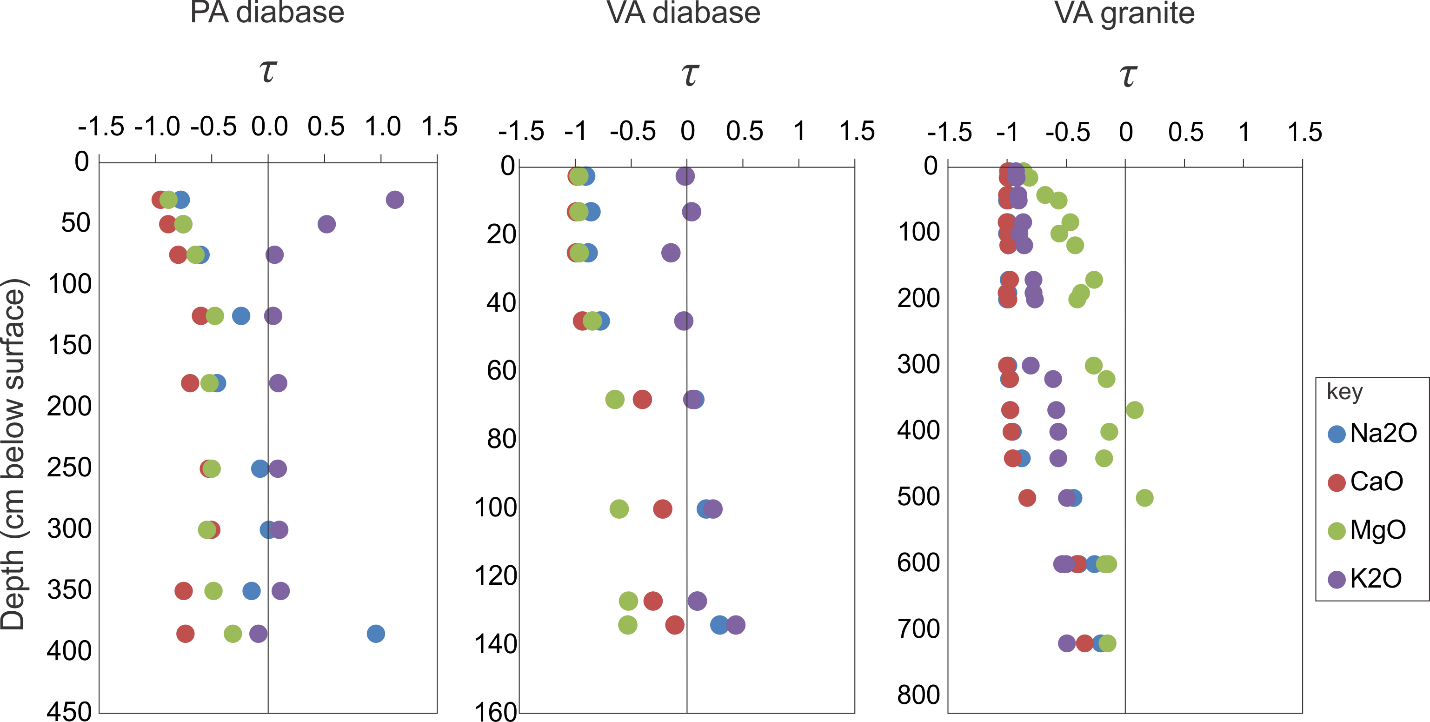 PA diabase
τ
-1.5 -1.0 -0.5 0.0 0.5 1.0 1.5
0
50
100
150
200
250
300
350
400
450
Depth (cm below surface)
VA diabase
τ
-1.5 -1 -0.5 0 0.5 1 1.5
0
20
40
60
80
100
120
140
160
VA granite
τ
-1.5 -1 -0.5 0 0.5 1 1.5
0
100
200
300
400
500
600
700
800
key
Na2O
CaO
MgO
K2O